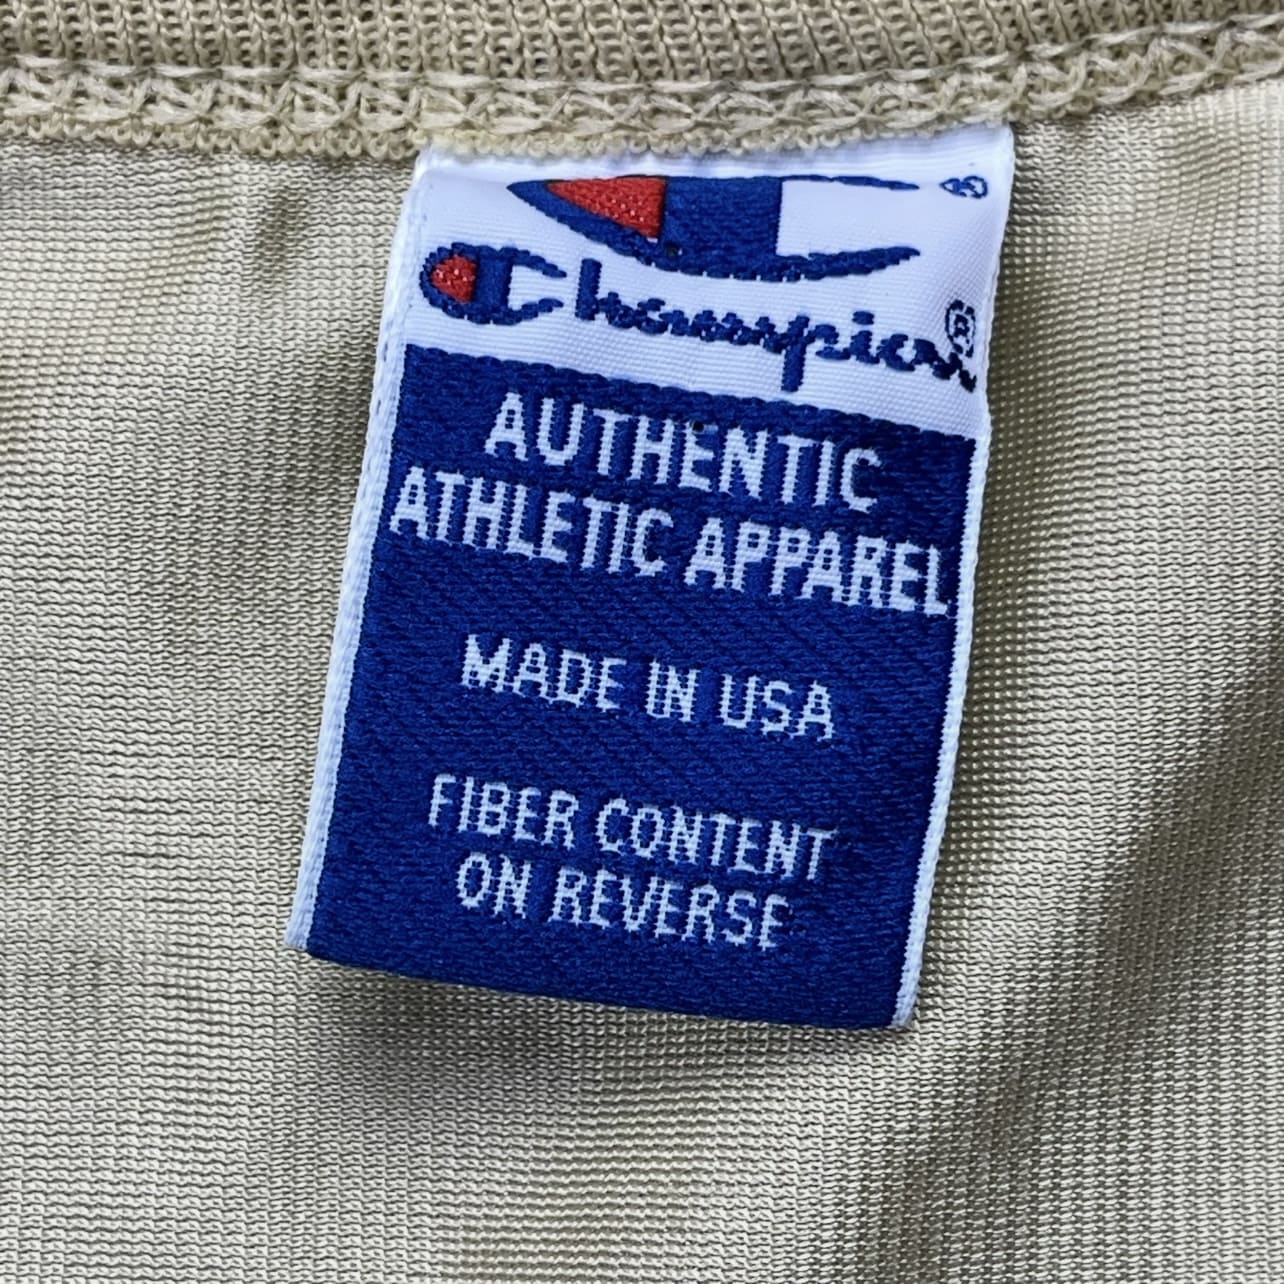 ®
Champion®
AUTHENTIC
ATHLETIC APPAREL
MADE IN USA
FIBER CONTENT
ON REVERSE